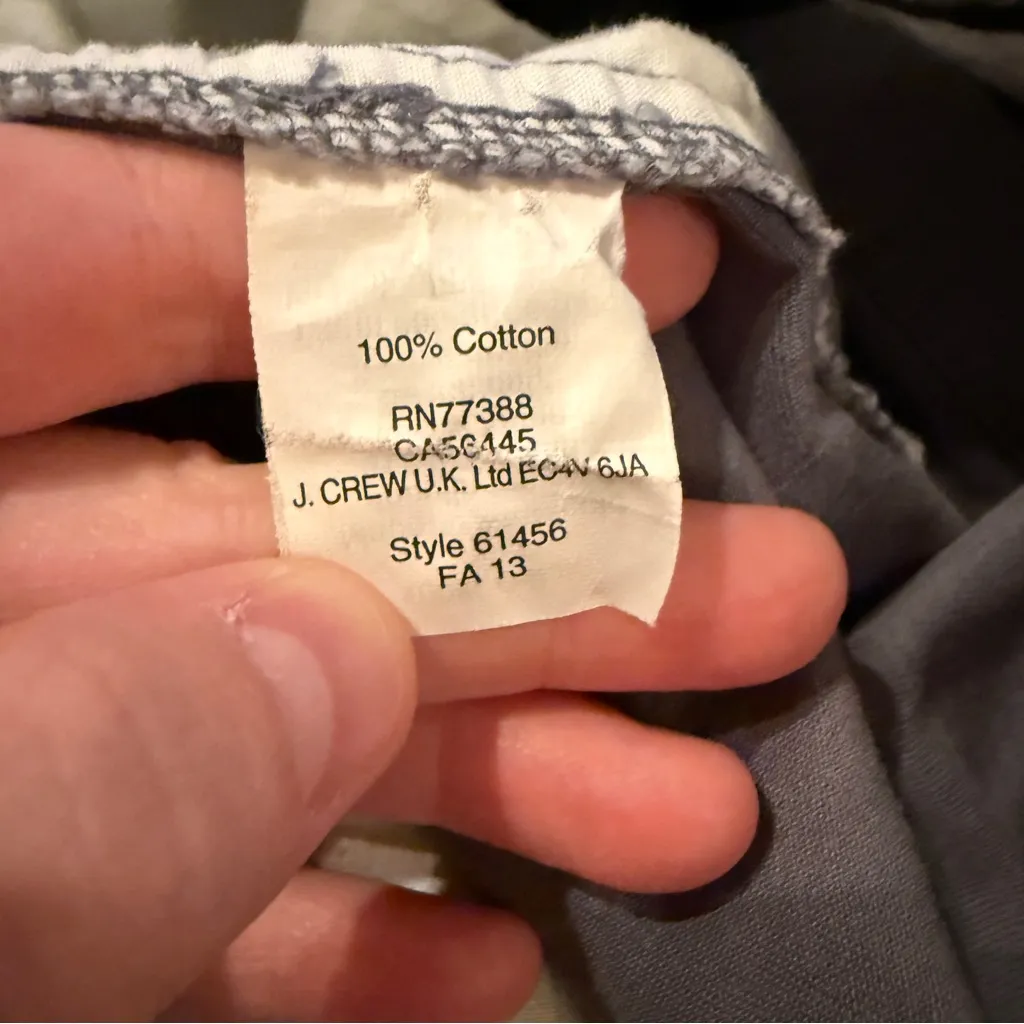 100% Cotton
RN77388
CA56445
J. CREW U.K. Ltd EC4V 6JA
Style 61456
FA 13